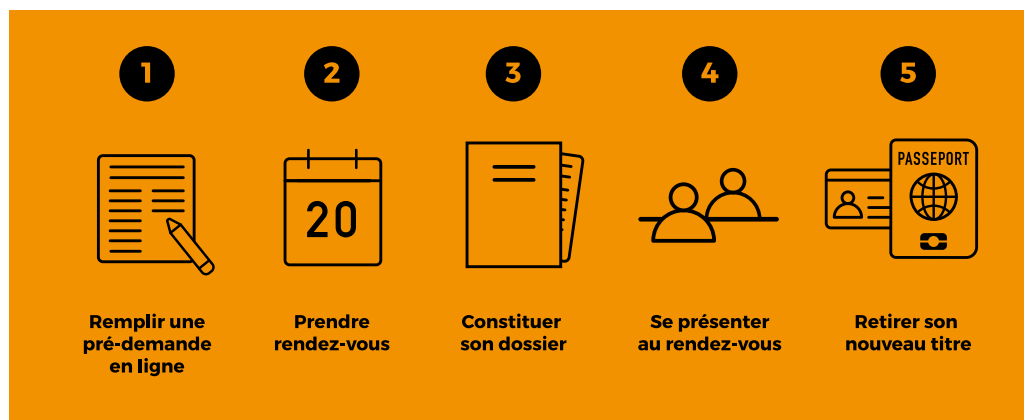 1
2
3
4
5
20
PASSEPORT
Remplir une
pré-demande
en ligne
Prendre
rendez-vous
Constituer
son dossier
Se présenter
au rendez-vous
Retirer son
nouveau titre